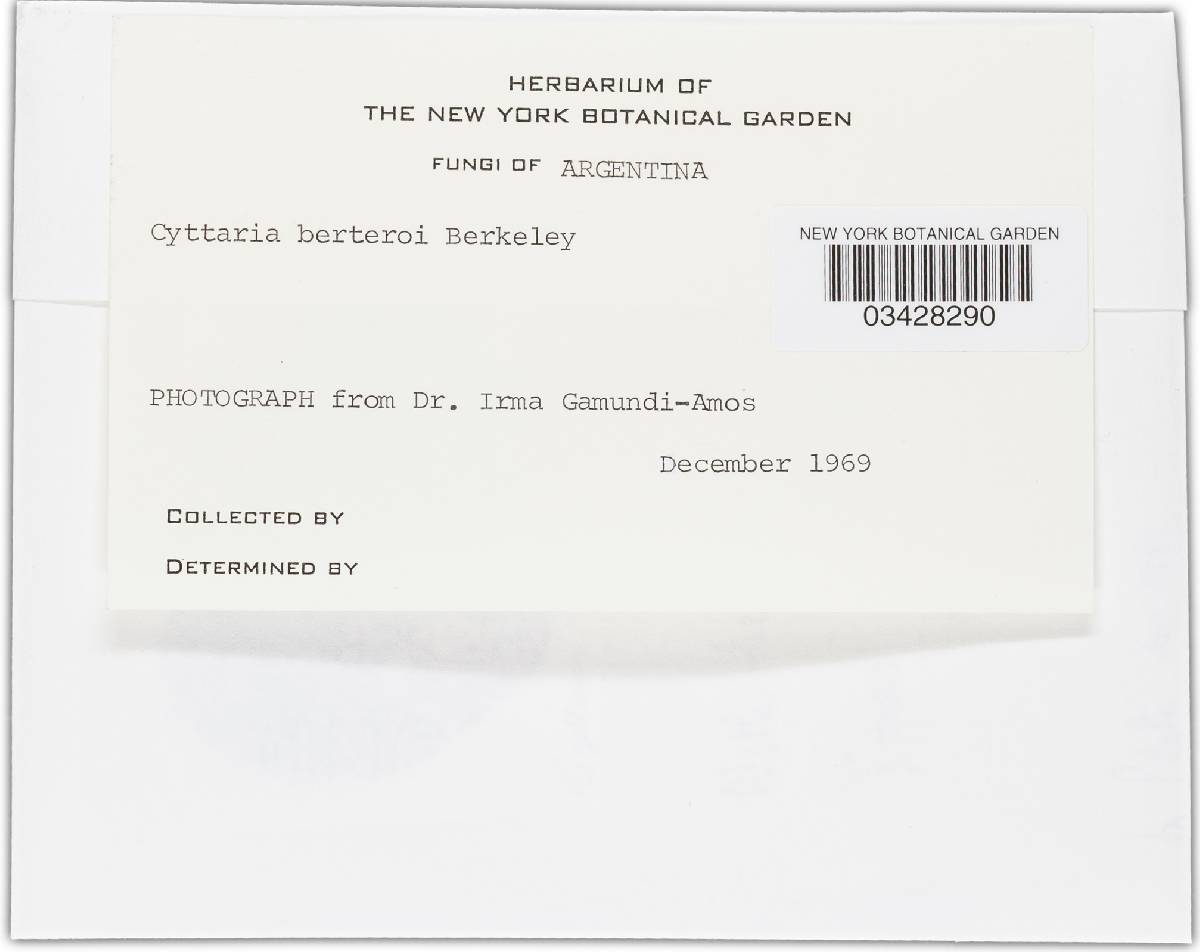 HERBARIUM OF
THE NEW YORK BOTANICAL GARDEN
FUNGI OF ARGENTINA
Cyttaria berteroi Berkeley
NEW YORK BOTANICAL GARDEN
03428290
PHOTOGRAPH from Dr. Irma Gamundi-Amos
December 1969
COLLECTED BY
DETERMINED BY